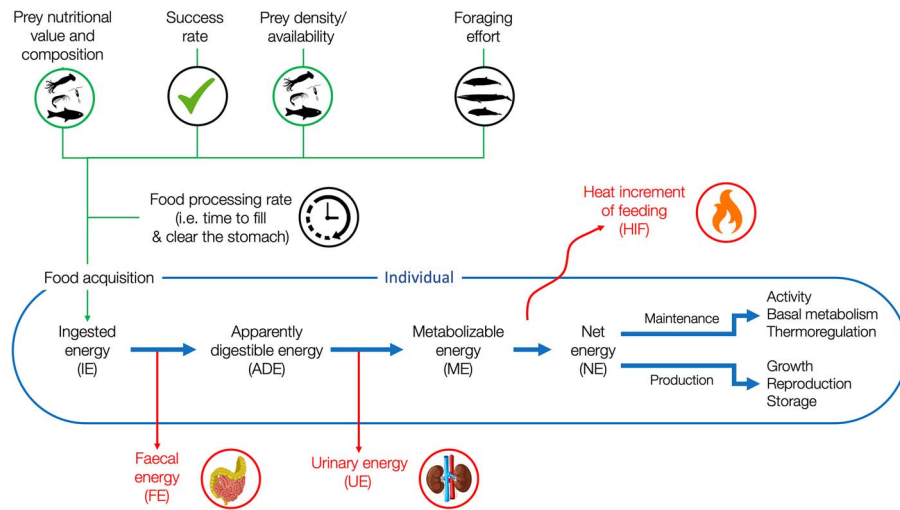 Prey nutritional
value and
composition
Success
rate
Prey density/
availability
Foraging
effort
Food processing rate
(i.e. time to fill
& clear the stomach)
Heat increment
of feeding
(HIF)
Food acquisition
Individual
Ingested
energy
(IE)
Apparently
digestible energy
(ADE)
Metabolizable
energy
(ME)
Net
energy
(NE)
Maintenance
Activity
Basal metabolism
Thermoregulation
Production
Growth
Reproduction
Storage
Faecal
energy
(FE)
Urinary energy
(UE)